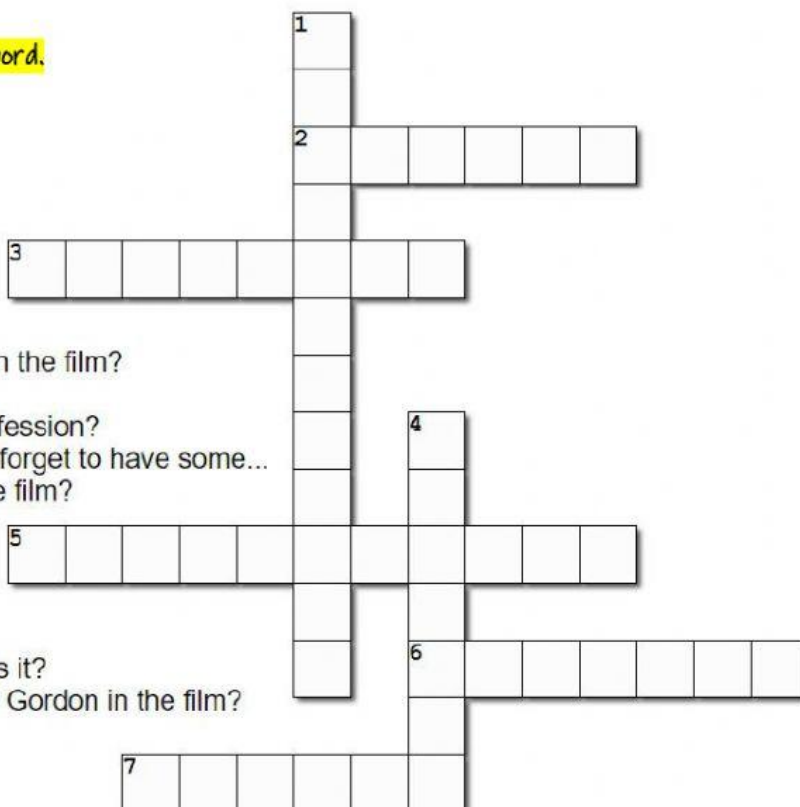 ord.
1
2
3
n the film?
fession?
4
forget to have some...
e film?
5
s it?
6
Gordon in the film?
7